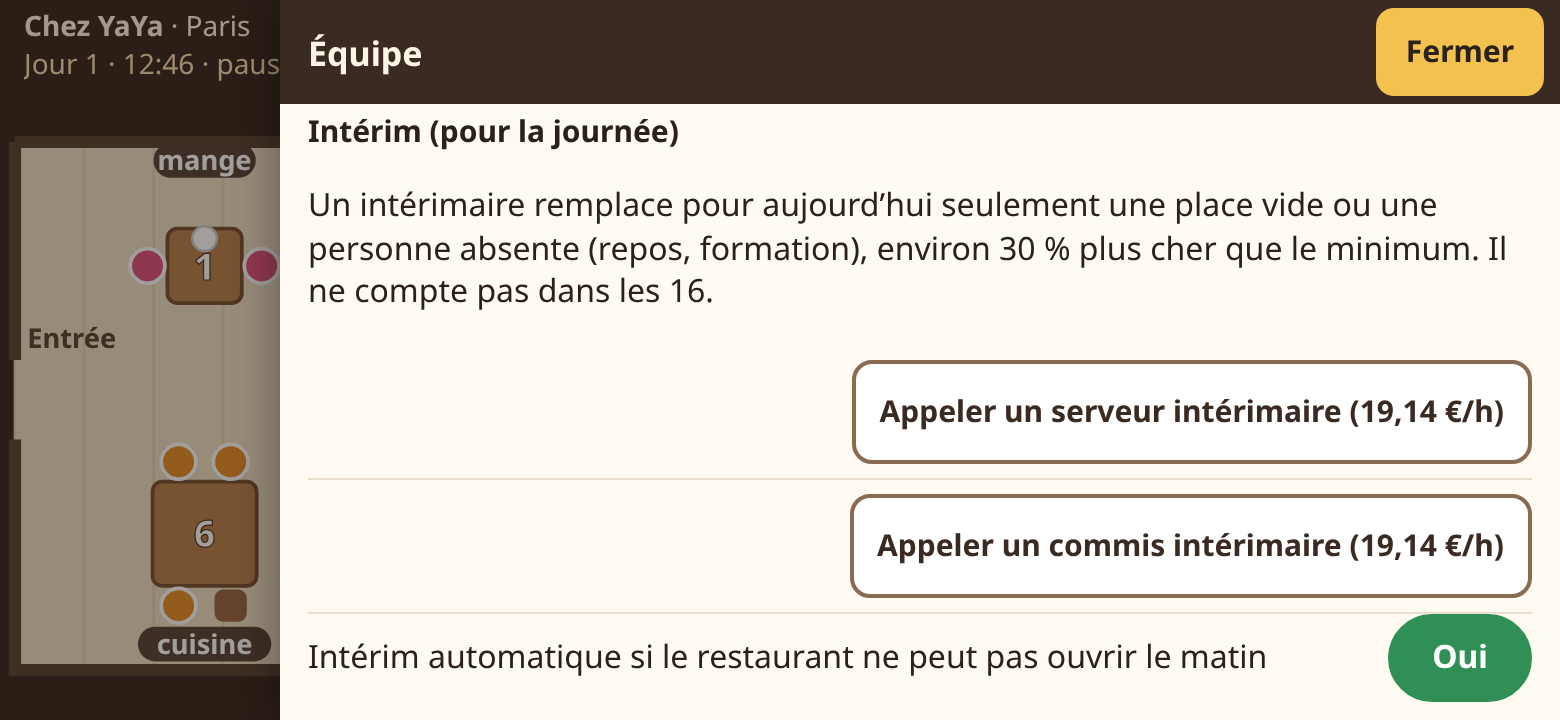 Chez YaYa · Paris
Jour 1 · 12:46 · paus
mange
1
Entrée
6
cuisine
Équipe
Fermer
Intérim (pour la journée)
Un intérimaire remplace pour aujourd’hui seulement une place vide ou une
personne absente (repos, formation), environ 30 % plus cher que le minimum. Il
ne compte pas dans les 16.
Appeler un serveur intérimaire (19,14 €/h)
Appeler un commis intérimaire (19,14 €/h)
Intérim automatique si le restaurant ne peut pas ouvrir le matin
Oui